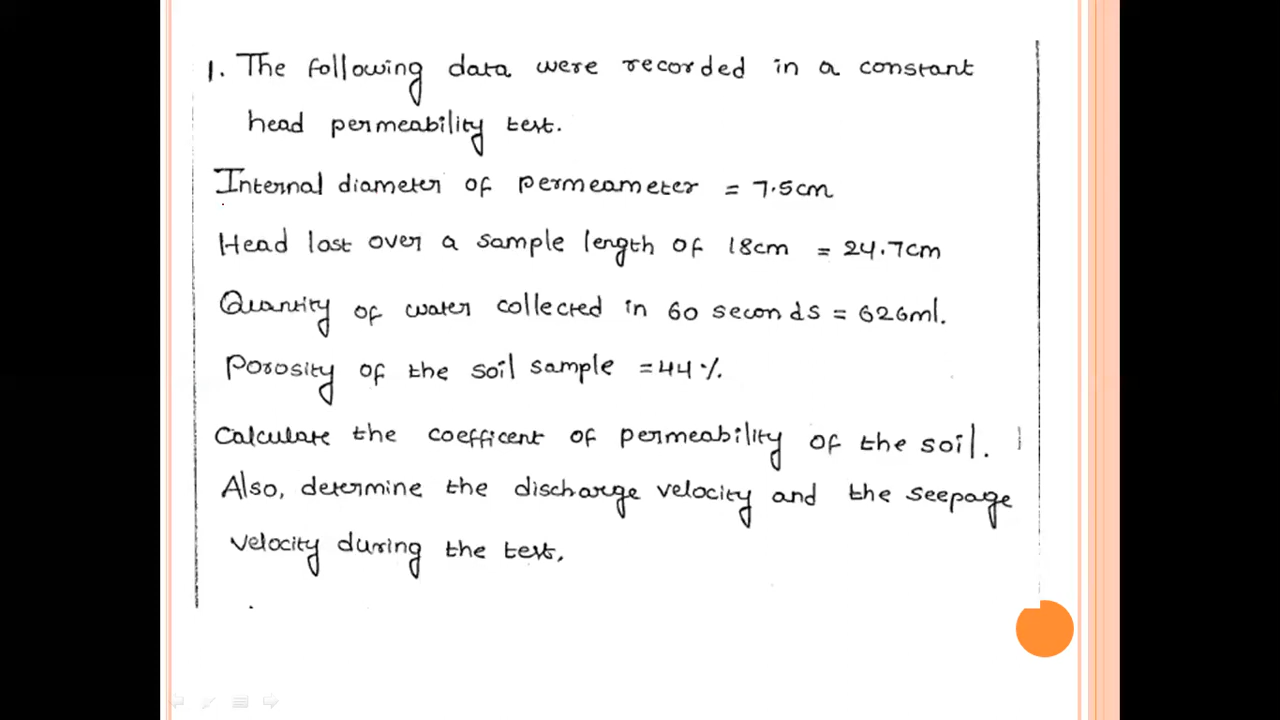 1. The following data were recorded in a constant
head permeability test.
Internal diameter of permeameter = 7.5cm
Head lost over a sample length of 18cm = 24.7cm
Quantity of water collected in 60 seconds = 626ml.
Porosity of the soil sample = 44%.
Calculate the coefficent of permeability of the soil.
Also, determine the discharge velocity and the seepage
velocity during the test.